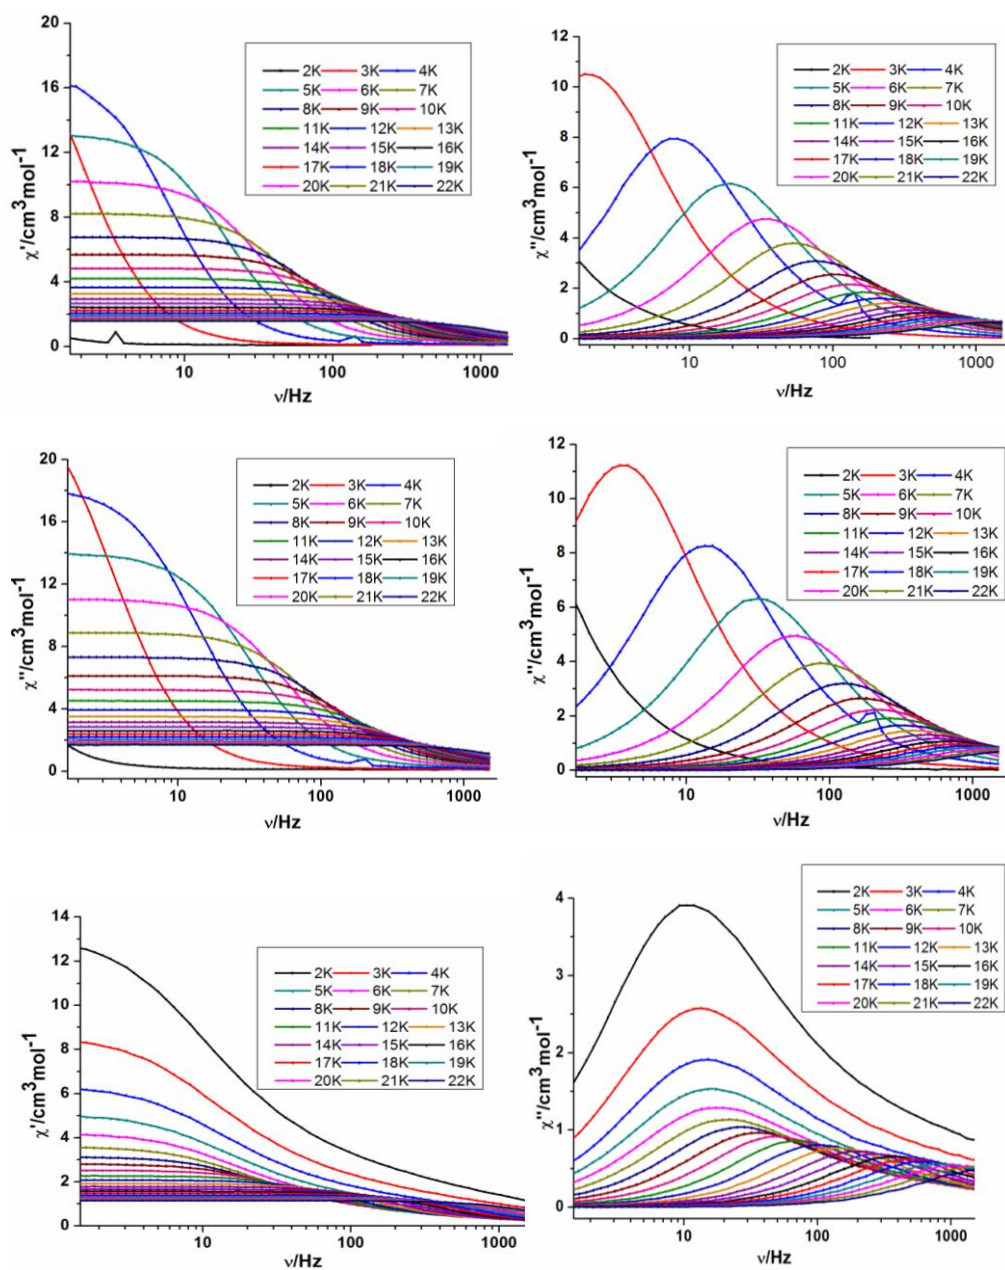 20
16
12
8
4
0
χ'/cm³mol⁻¹
2K 3K 4K
5K 6K 7K
8K 9K 10K
11K 12K 13K
14K 15K 16K
17K 18K 19K
20K 21K 22K
10 100 1000
ν/Hz
12
10
8
6
4
2
0
χ''/cm³mol⁻¹
2K 3K 4K
5K 6K 7K
8K 9K 10K
11K 12K 13K
14K 15K 16K
17K 18K 19K
20K 21K 22K
10 100 1000
ν/Hz
20
16
12
8
4
0
χ''/cm³mol⁻¹
2K 3K 4K
5K 6K 7K
8K 9K 10K
11K 12K 13K
14K 15K 16K
17K 18K 19K
20K 21K 22K
10 100 1000
ν/Hz
12
10
8
6
4
2
0
χ''/cm³mol⁻¹
2K 3K 4K
5K 6K 7K
8K 9K 10K
11K 12K 13K
14K 15K 16K
17K 18K 19K
20K 21K 22K
10 100 1000
ν/Hz
14
12
10
8
6
4
2
0
χ'/cm³mol⁻¹
2K 3K 4K
5K 6K 7K
8K 9K 10K
11K 12K 13K
14K 15K 16K
17K 18K 19K
20K 21K 22K
10 100 1000
ν/Hz
4
3
2
1
0
χ''/cm³mol⁻¹
2K 3K 4K
5K 6K 7K
8K 9K 10K
11K 12K 13K
14K 15K 16K
17K 18K 19K
20K 21K 22K
10 100 1000
ν/Hz